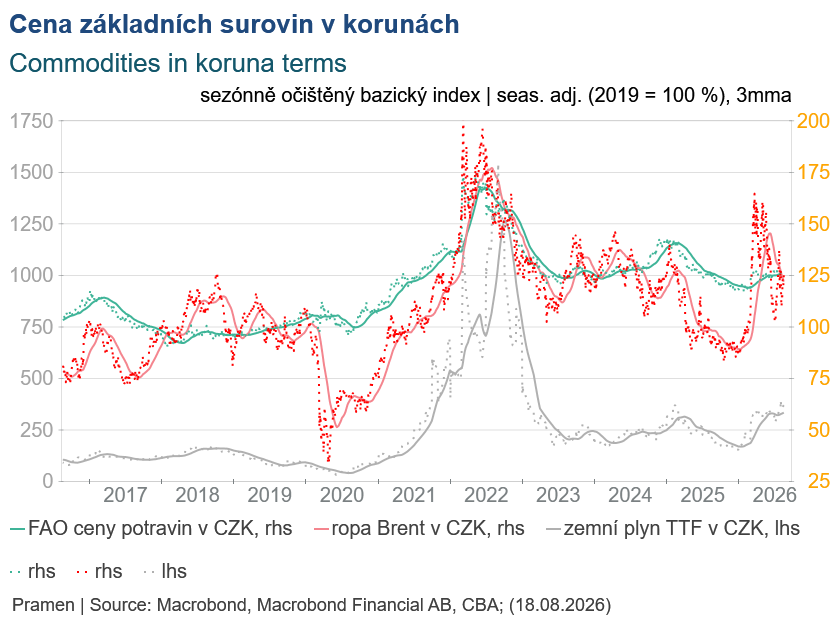 Cena základních surovin v korunách
Commodities in koruna terms
sezónně očištěný bazický index | seas. adj. (2019 = 100 %), 3mma
1750 200
1500 175
1250 150
1000 125
750 100
500 75
250 50
0 25
2017 2018 2019 2020 2021 2022 2023 2024 2025 2026
FAO ceny potravin v CZK, rhs ropa Brent v CZK, rhs zemní plyn TTF v CZK, lhs
rhs rhs lhs
Pramen | Source: Macrobond, Macrobond Financial AB, CBA; (18.08.2026)